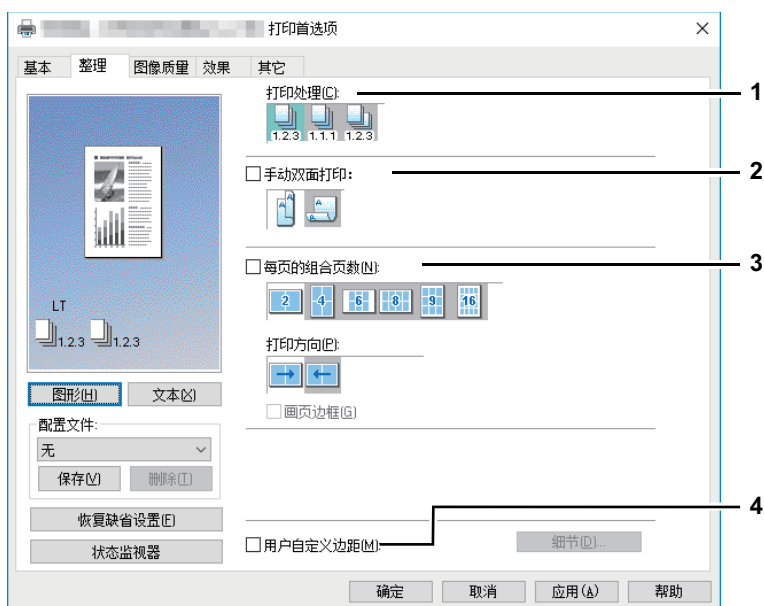 打印首选项
基本 整理 图像质量 效果 其它
打印处理(C):
1
1.2.3 1.1.1 1.2.3
手动双面打印：
2
每页的组合页数(N):
3
2 4 6 8 9 16
打印方向(P):
画页边框(G)
LT
1.2.3 1.2.3
图形(H) 文本(X)
配置文件:
无
保存(V) 删除(T)
恢复缺省设置(F)
状态监视器
4
用户自定义边距(M):
细节(D)...
确定 取消 应用(A) 帮助